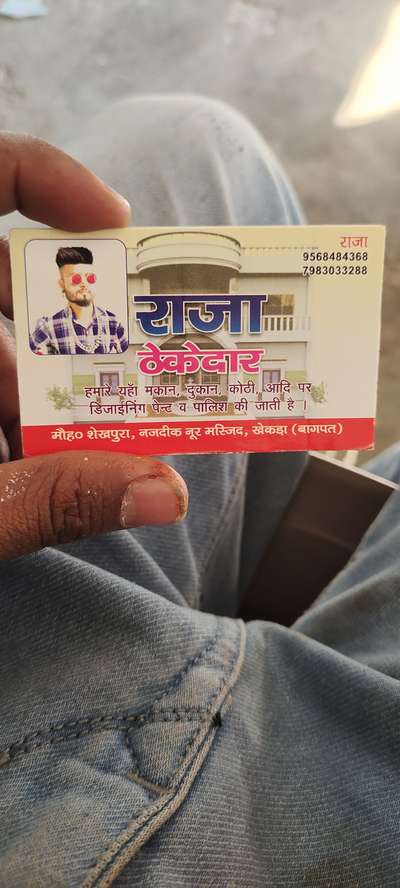 राजा
9568484368
7983033288
राजा
ठेकेदार
हमारे यहाँ मकान, दुकान, कोठी, आदि पर
डिजाईनिंग पेन्ट व पालिश की जाती है।
मौह० शेखपुरा, नजदीक नूर मस्जिद, खेकड़ा (बागपत)